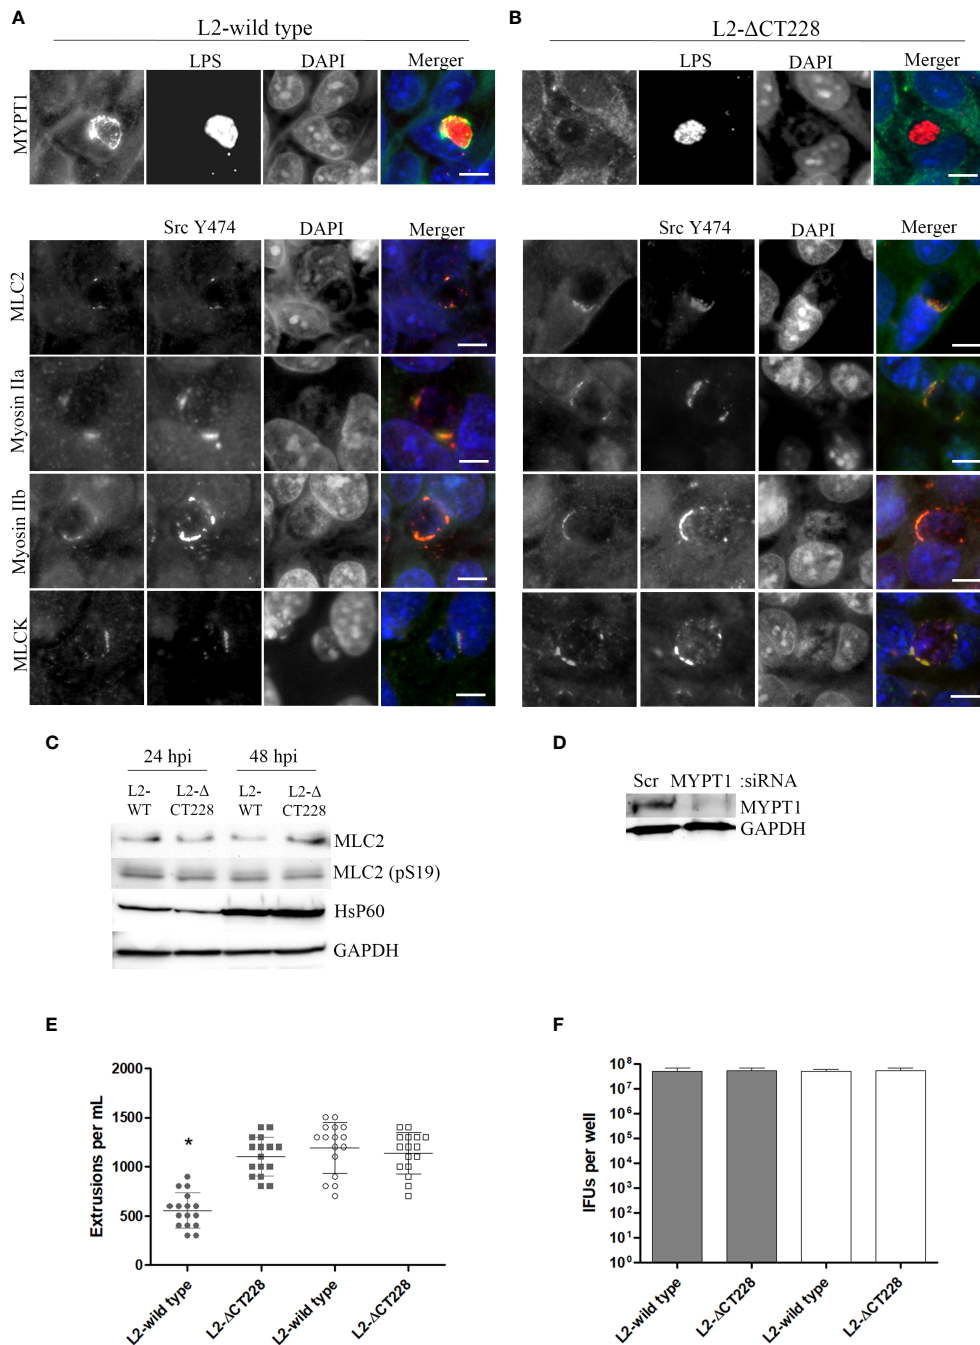 A
L2-wild type
LPS
DAPI
Merger
MYPT1
Src Y474
DAPI
Merger
MLC2
Myosin IIa
Myosin IIb
MLCK
B
L2-ΔCT228
LPS
DAPI
Merger
Src Y474
DAPI
Merger
C
24 hpi
48 hpi
L2-WT
L2-Δ CT228
L2-WT
L2-Δ CT228
MLC2
MLC2 (pS19)
HsP60
GAPDH
D
Scr MYPT1 :siRNA
MYPT1
GAPDH
E
Extrusions per mL
2000
1500
1000
500
0
*
L2-wild type
L2-ΔCT228
L2-wild type
L2-ΔCT228
F
IFUs per well
10⁸
10⁷
10⁶
10⁵
10⁴
10³
10²
10¹
10⁰
L2-wild type
L2-ΔCT228
L2-wild type
L2-ΔCT228